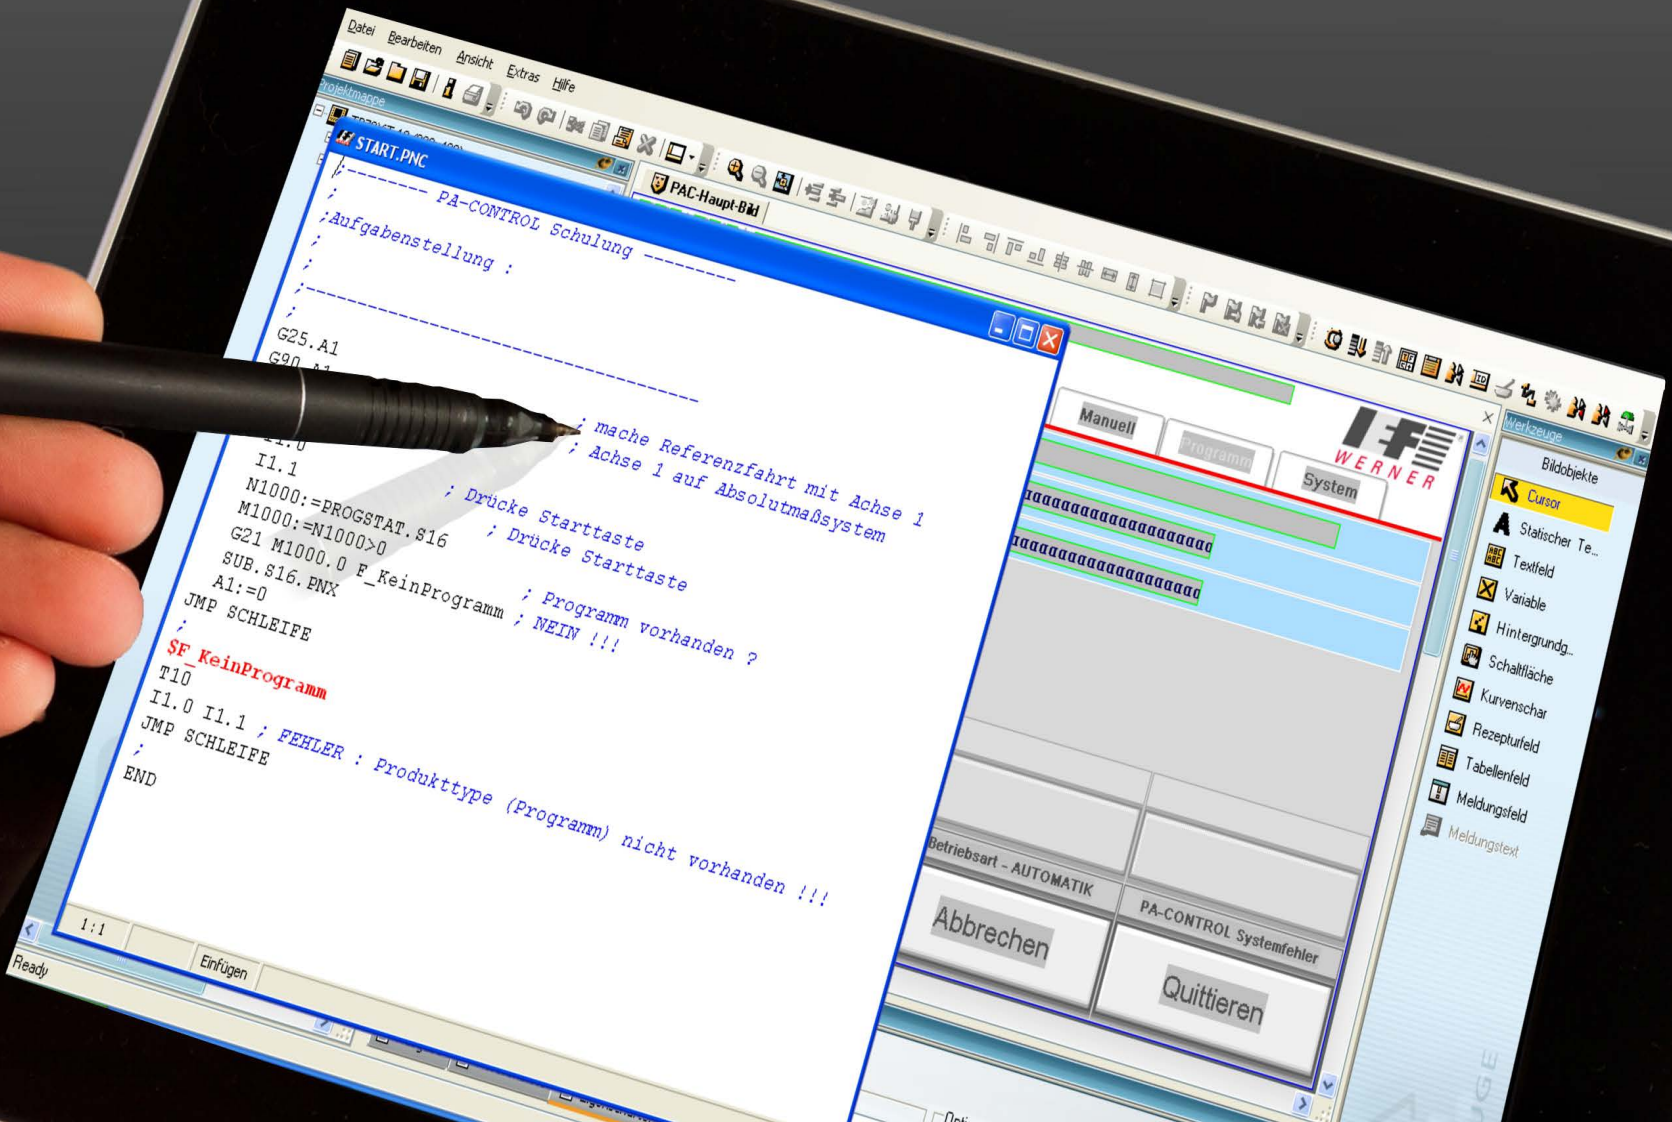 Datei Bearbeiten Ansicht Extras Hilfe
Projektmappe
START.PNC
PAC-Haupt-Bild
;-------- PA-CONTROL Schulung ---------
;
;Aufgabenstellung :
;
;
;
;
G25.A1
G90.A1
; mache Referenzfahrt mit Achse 1
; Achse 1 auf Absolutmaßsystem
I1.0
I1.1
; Drücke Starttaste
; Drücke Starttaste
N1000:=PROGSTAT.S16
M1000:=N1000>0
; Programm vorhanden ?
G21 M1000.0 F_KeinProgramm ; NEIN !!!
SUB.S16.PNX
A1:=0
JMP SCHLEIFE
;
$F_KeinProgramm
T10
I1.0 I1.1 ; FEHLER : Produkttype (Programm) nicht vorhanden !!!
JMP SCHLEIFE
;
END
1:1
Einfügen
Ready
Manuell
Programm
System
IEF
WERNER
Betriebsart - AUTOMATIK
Abbrechen
PA-CONTROL Systemfehler
Quittieren
Werkzeuge
Bildobjekte
Cursor
Statischer Te...
Textfeld
Variable
Hintergrundg...
Schaltfläche
Kurvenschar
Rezepturfeld
Tabellenfeld
Meldungsfeld
Meldungstext